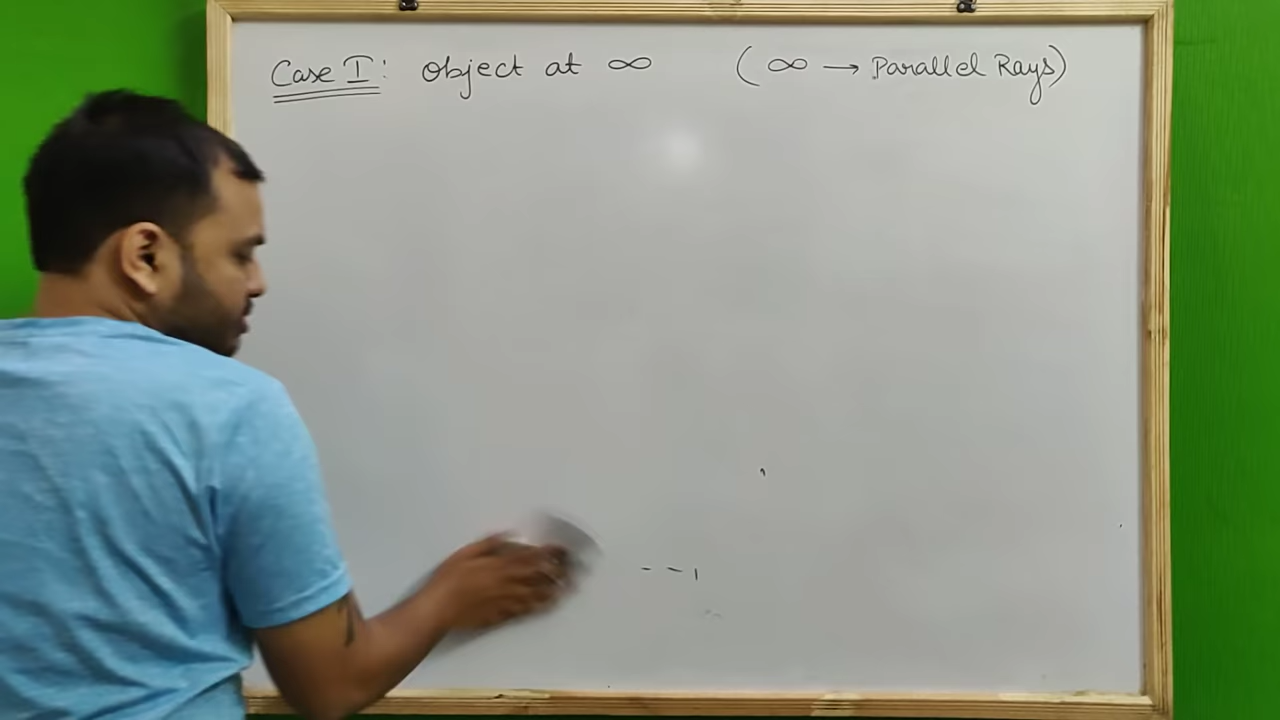 Case I: object at ∞ (∞ → Parallel Rays)